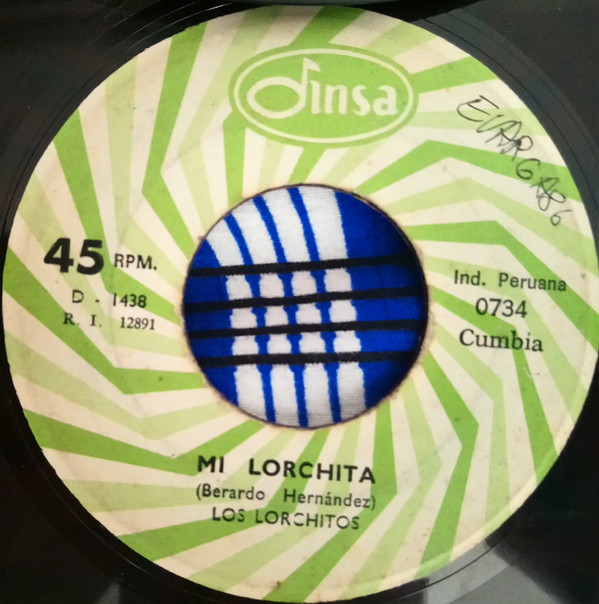 dinsa
45 RPM.
D - 1438
R. I. 12891
Ind. Peruana
0734
Cumbia
MI LORCHITA
(Berardo Hernández)
LOS LORCHITOS